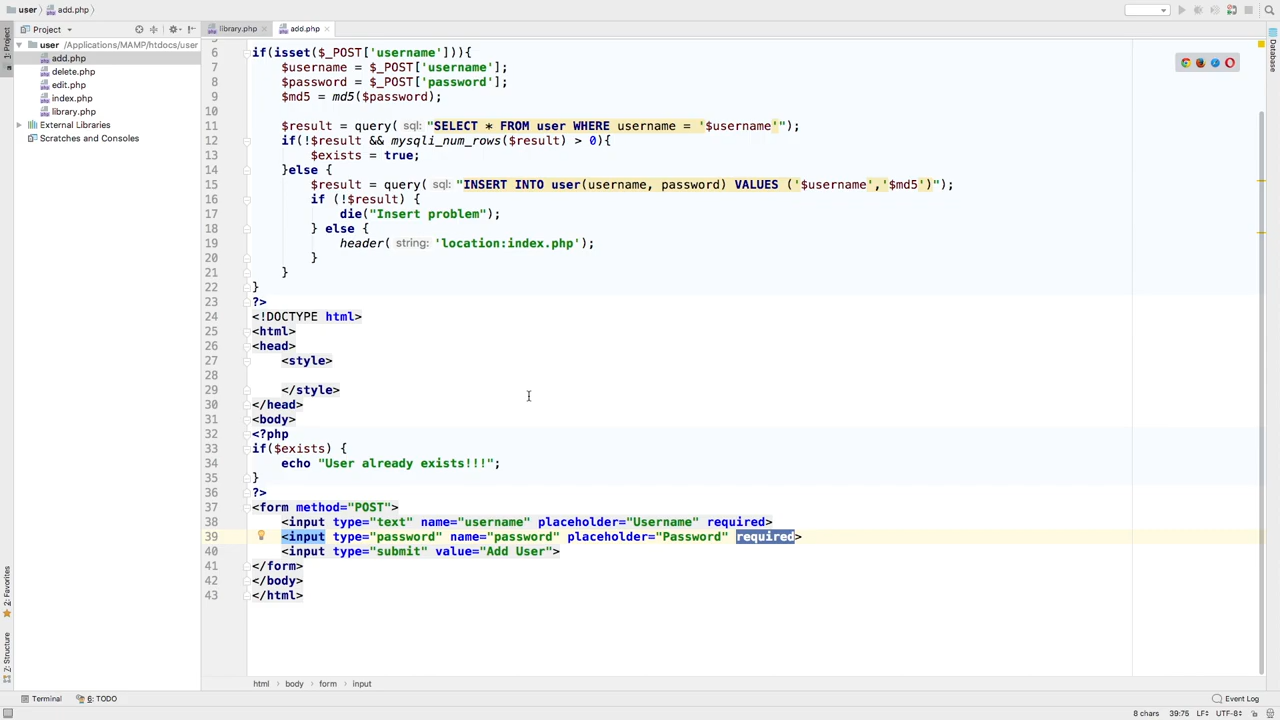 user
add.php
Project
library.php
add.php
1: Project
user /Applications/MAMP/htdocs/user
add.php
delete.php
edit.php
index.php
library.php
External Libraries
Scratches and Consoles
Database
6 if(isset($_POST['username'])){
7 $username = $_POST['username'];
8 $password = $_POST['password'];
9 $md5 = md5($password);
10
11 $result = query( sql: "SELECT * FROM user WHERE username = '$username'");
12 if(!$result && mysqli_num_rows($result) > 0){
13 $exists = true;
14 }else {
15 $result = query( sql: "INSERT INTO user(username, password) VALUES ('$username','$md5')");
16 if (!$result) {
17 die("Insert problem");
18 } else {
19 header( string: 'location:index.php');
20 }
21 }
22 }
23 ?>
24 <!DOCTYPE html>
25 <html>
26 <head>
27 <style>
28
29 </style>
30 </head>
31 <body>
32 <?php
33 if($exists) {
34 echo "User already exists!!!";
35 }
36 ?>
37 <form method="POST">
38 <input type="text" name="username" placeholder="Username" required>
39 <input type="password" name="password" placeholder="Password" required>
40 <input type="submit" value="Add User">
41 </form>
42 </body>
43 </html>
2: Favorites
7: Structure
html body form input
Terminal 6: TODO Event Log
8 chars 39:75 LF÷ UTF-8÷